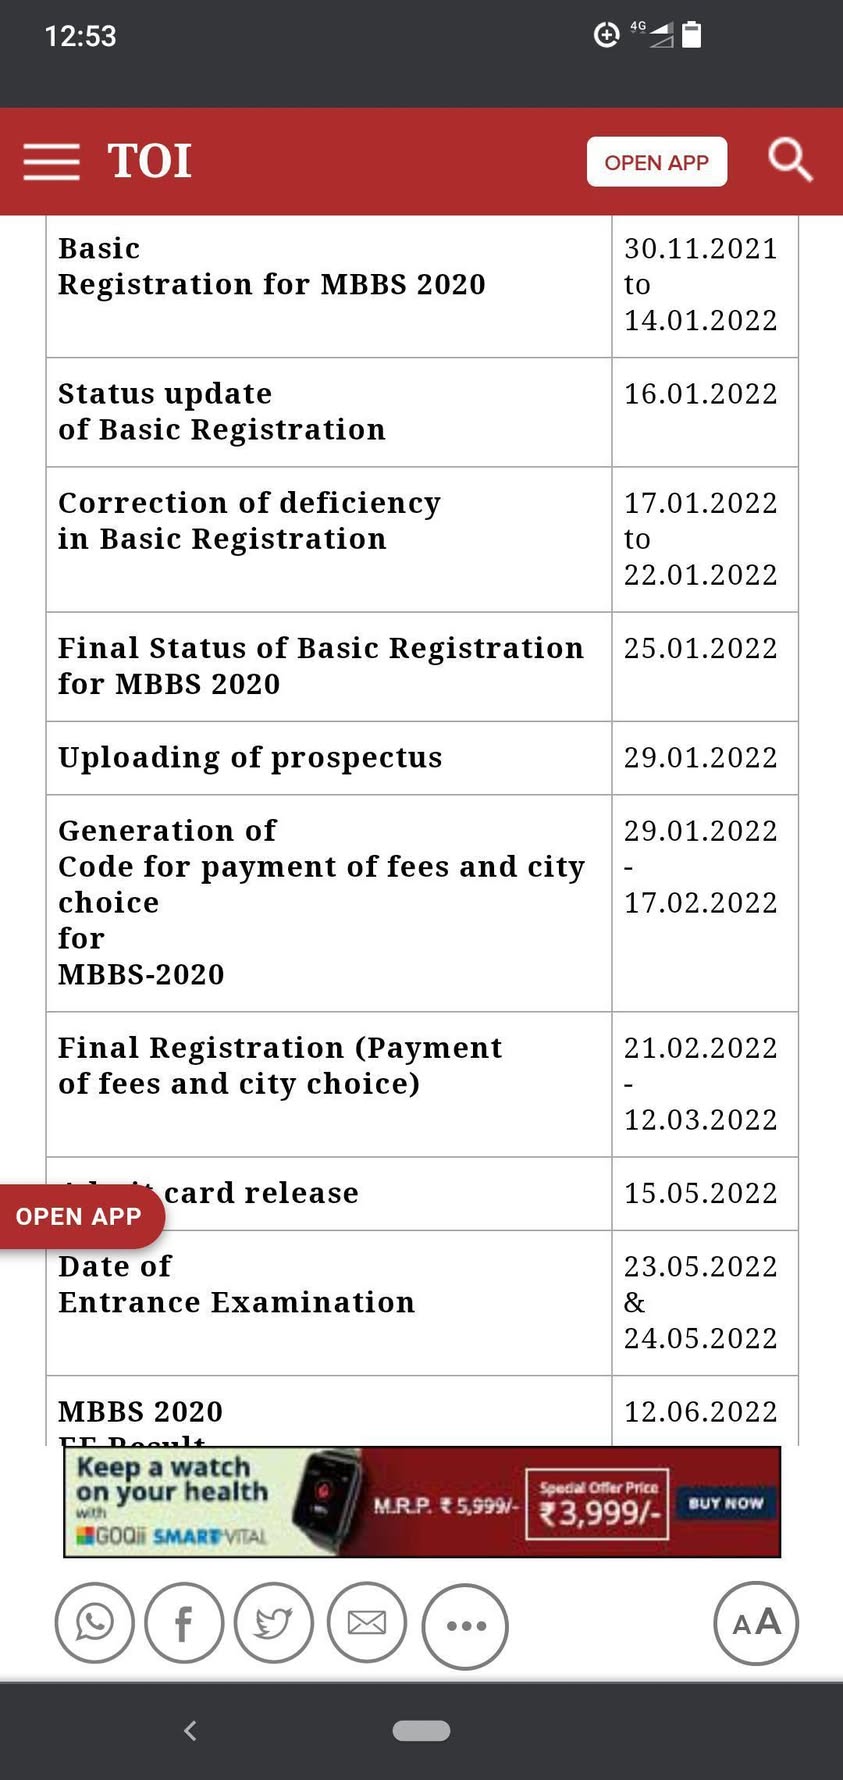 12:53
4G
TOI
OPEN APP
Basic
Registration for MBBS 2020
30.11.2021
to
14.01.2022
Status update
of Basic Registration
16.01.2022
Correction of deficiency
in Basic Registration
17.01.2022
to
22.01.2022
Final Status of Basic Registration
for MBBS 2020
25.01.2022
Uploading of prospectus
29.01.2022
Generation of
Code for payment of fees and city
choice
for
MBBS-2020
29.01.2022
-
17.02.2022
Final Registration (Payment
of fees and city choice)
21.02.2022
-
12.03.2022
card release
15.05.2022
OPEN APP
Date of
Entrance Examination
23.05.2022
&
24.05.2022
MBBS 2020
12.06.2022
Keep a watch
on your health
with
GOQii SMART VITAL
M.R.P. ₹ 5,999/-
Special Offer Price
₹3,999/-
BUY NOW
AA